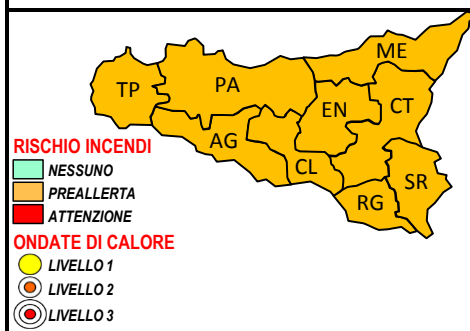 ME
TP
PA
EN
CT
AG
CL
SR
RG
RISCHIO INCENDI
NESSUNO
PREALLERTA
ATTENZIONE
ONDATE DI CALORE
LIVELLO 1
LIVELLO 2
LIVELLO 3